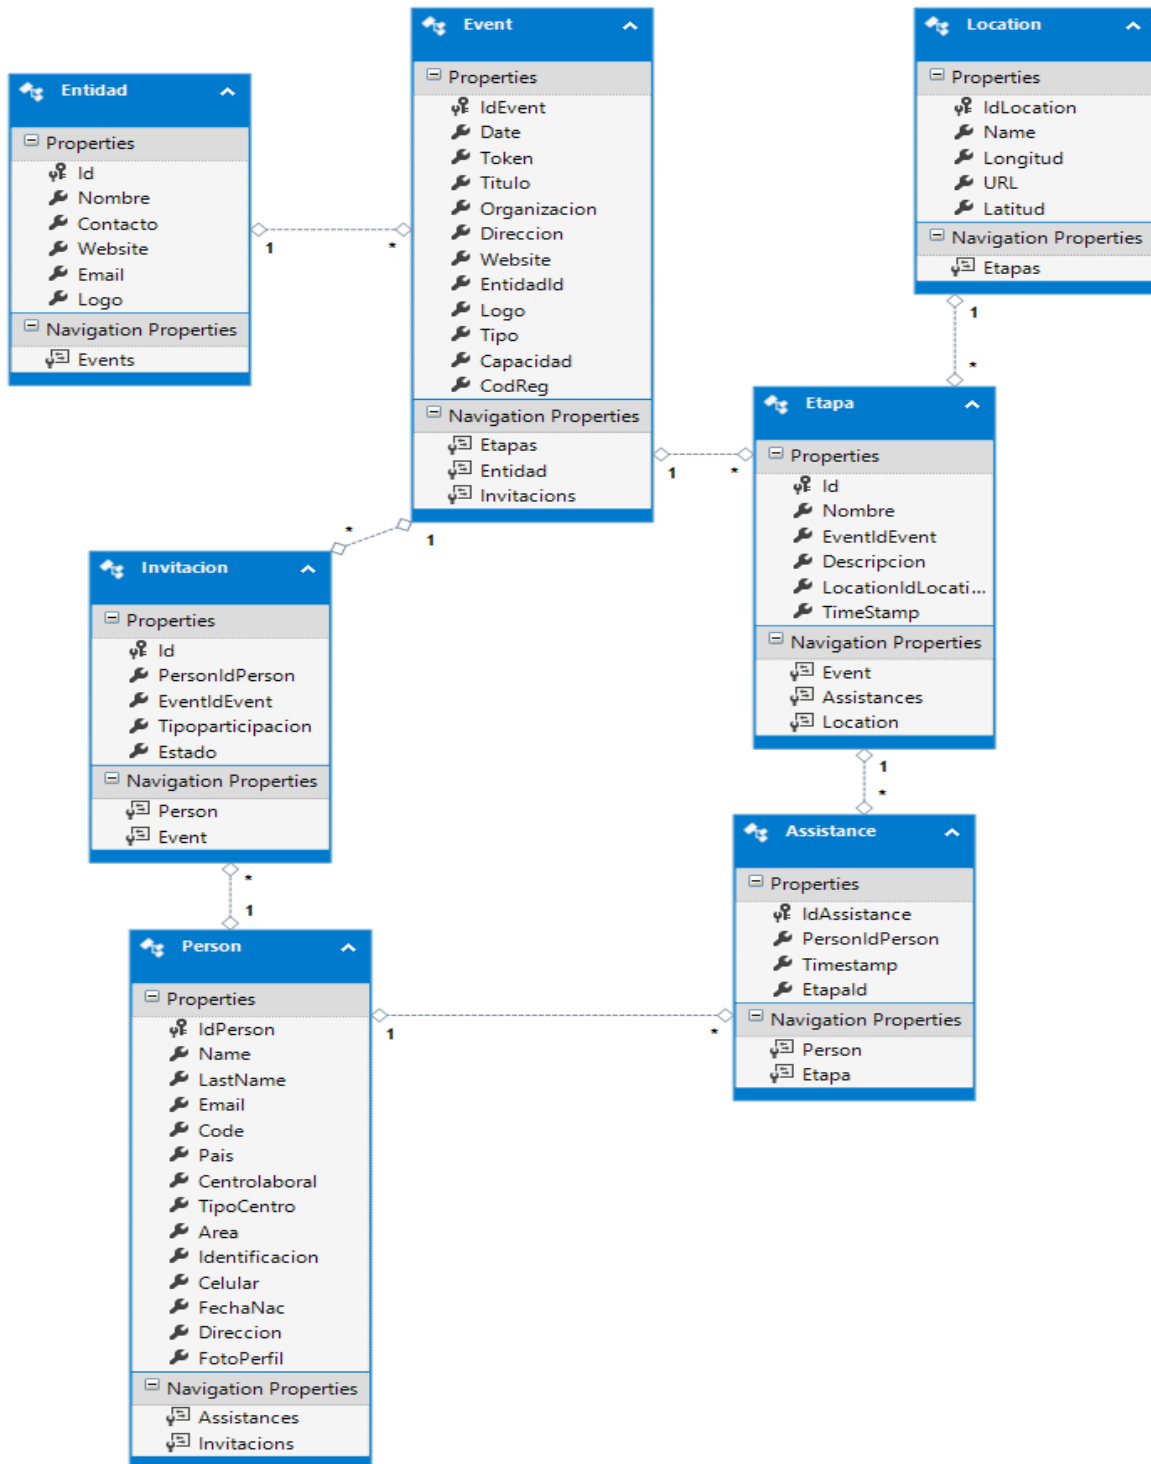 Entidad
Properties
Id
Nombre
Contacto
Website
Email
Logo
Navigation Properties
Events
1
*
Event
Properties
IdEvent
Date
Token
Titulo
Organizacion
Direccion
Website
EntidadId
Logo
Tipo
Capacidad
CodReg
Navigation Properties
Etapas
Entidad
Invitacions
1
*
*
1
Location
Properties
IdLocation
Name
Longitud
URL
Latitud
Navigation Properties
Etapas
1
*
Etapa
Properties
Id
Nombre
EventIdEvent
Descripcion
LocationIdLocati...
TimeStamp
Navigation Properties
Event
Assistances
Location
1
*
Invitacion
Properties
Id
PersonIdPerson
EventIdEvent
Tipoparticipacion
Estado
Navigation Properties
Person
Event
*
1
Assistance
Properties
IdAssistance
PersonIdPerson
Timestamp
EtapaId
Navigation Properties
Person
Etapa
Person
Properties
IdPerson
Name
LastName
Email
Code
Pais
Centrolaboral
TipoCentro
Area
Identificacion
Celular
FechaNac
Direccion
FotoPerfil
Navigation Properties
Assistances
Invitacions
1
*